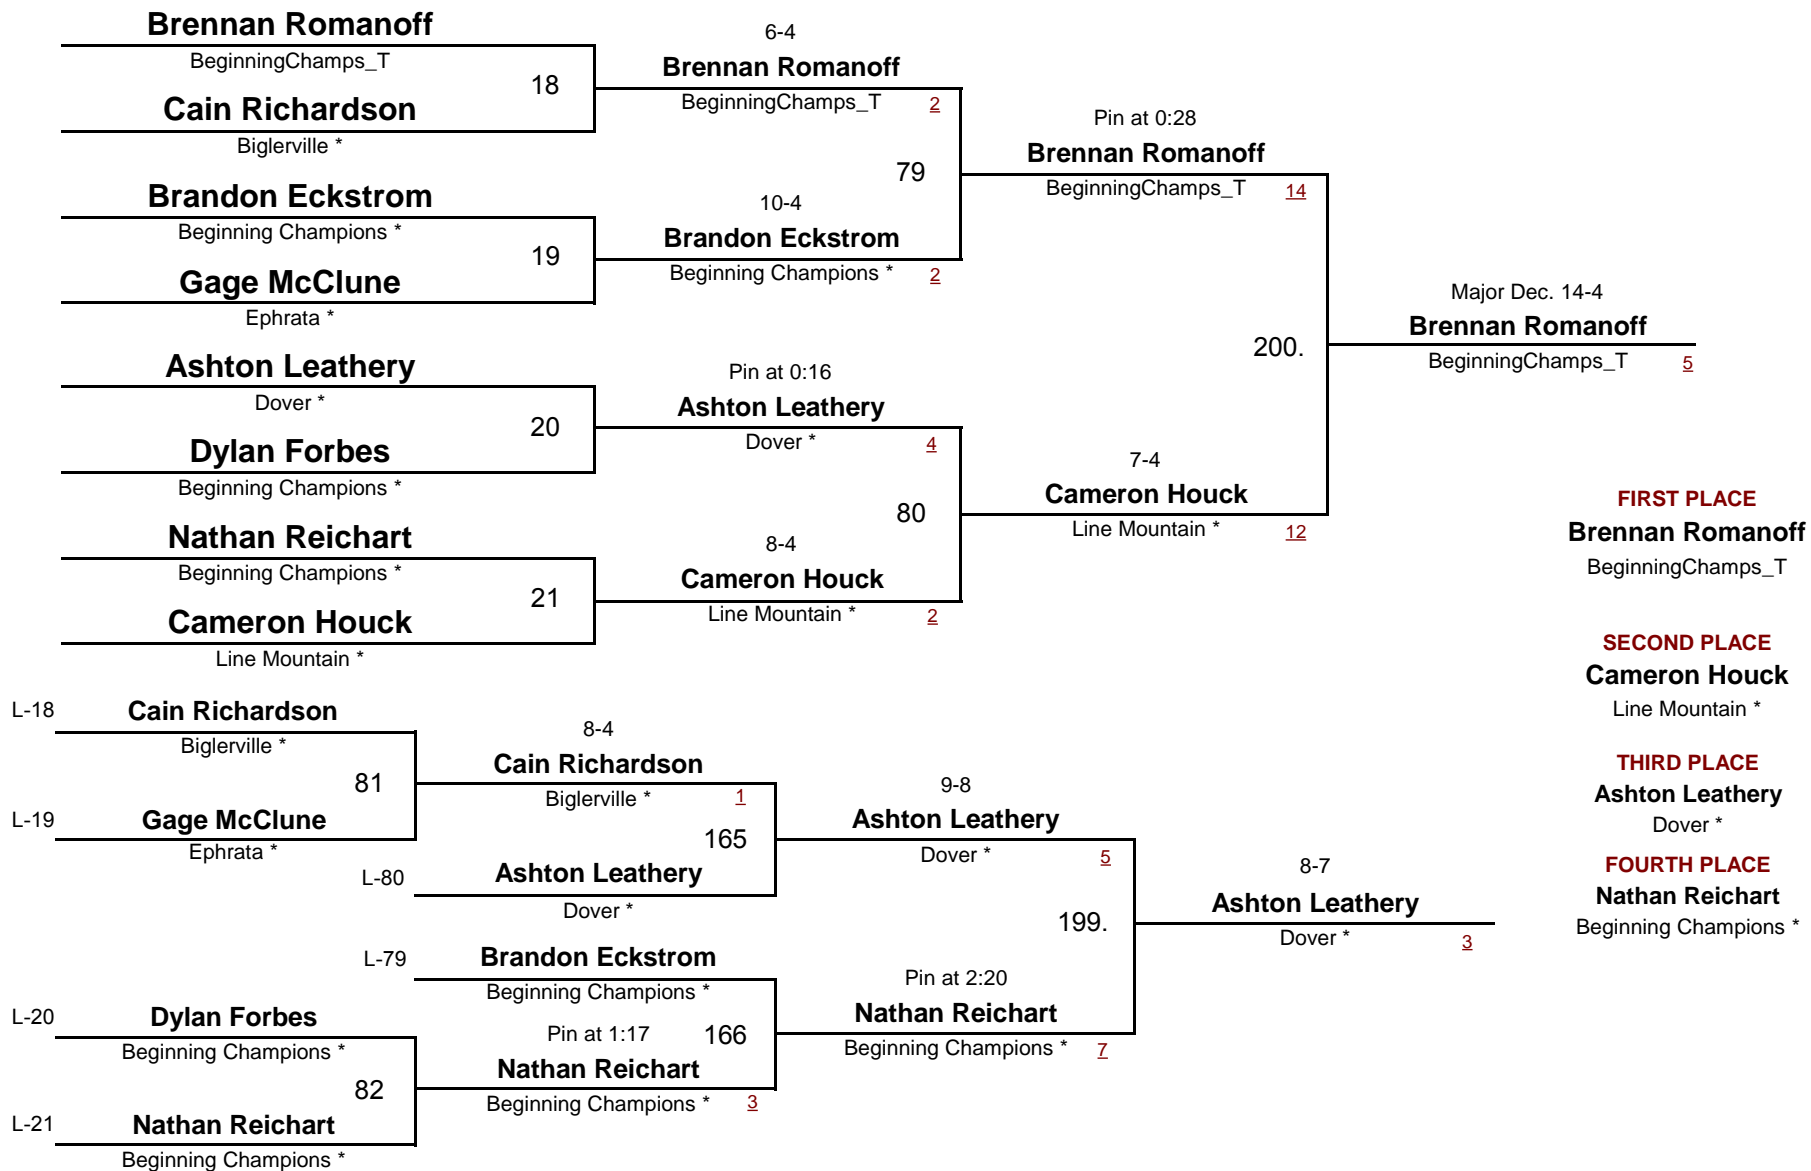 Brennan Romanoff
BeginningChamps_T
18
Cain Richardson
Biglerville *
Brandon Eckstrom
Beginning Champions *
19
Gage McClune
Ephrata *
Ashton Leathery
Dover *
20
Dylan Forbes
Beginning Champions *
Nathan Reichart
Beginning Champions *
21
Cameron Houck
Line Mountain *
6-4
Brennan Romanoff
BeginningChamps_T 2
79
10-4
Brandon Eckstrom
Beginning Champions * 2
Pin at 0:16
Ashton Leathery
Dover * 4
80
8-4
Cameron Houck
Line Mountain * 2
Pin at 0:28
Brennan Romanoff
BeginningChamps_T 14
200.
7-4
Cameron Houck
Line Mountain * 12
Major Dec. 14-4
Brennan Romanoff
BeginningChamps_T 5
FIRST PLACE
Brennan Romanoff
BeginningChamps_T
SECOND PLACE
Cameron Houck
Line Mountain *
THIRD PLACE
Ashton Leathery
Dover *
FOURTH PLACE
Nathan Reichart
Beginning Champions *
L-18 Cain Richardson
Biglerville *
81
L-19 Gage McClune
Ephrata *
8-4
Cain Richardson
Biglerville * 1
165
L-80 Ashton Leathery
Dover *
L-79 Brandon Eckstrom
Beginning Champions *
166
L-20 Dylan Forbes
Beginning Champions *
82
L-21 Nathan Reichart
Beginning Champions *
Pin at 1:17
Nathan Reichart
Beginning Champions * 3
9-8
Ashton Leathery
Dover * 5
199.
Pin at 2:20
Nathan Reichart
Beginning Champions * 7
8-7
Ashton Leathery
Dover * 3